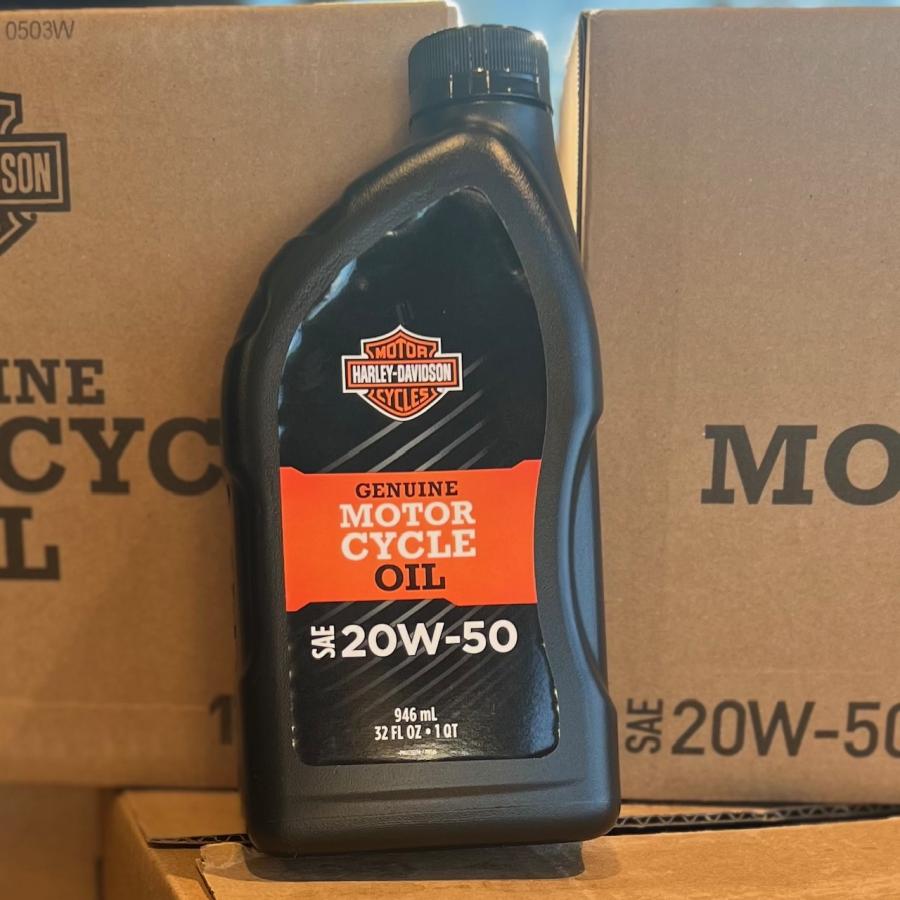 0503W
SON
INE
CYC
L
1
MOTOR
HARLEY-DAVIDSON
CYCLES
GENUINE
MOTOR
CYCLE
OIL
SAE 20W-50
946 mL
32 FL OZ • 1 QT
MO
SAE 20W-50